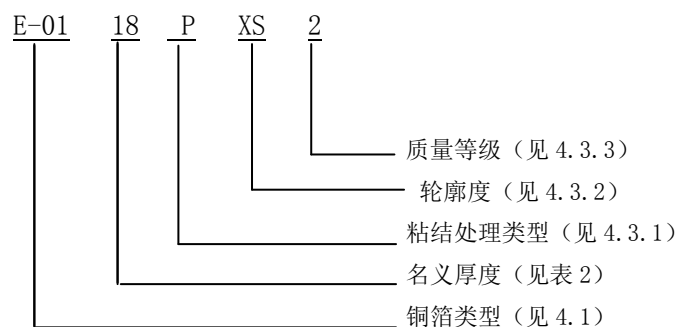 E-01 18 P XS 2
质量等级（见 4.3.3）
轮廓度（见 4.3.2）
粘结处理类型（见 4.3.1）
名义厚度（见表 2）
铜箔类型（见 4.1）